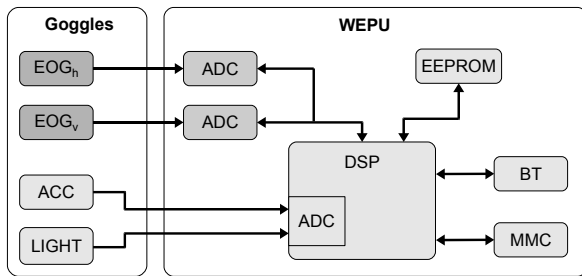 Goggles
WEPU
EOGh
ADC
EEPROM
EOGv
ADC
DSP
ACC
BT
ADC
LIGHT
MMC